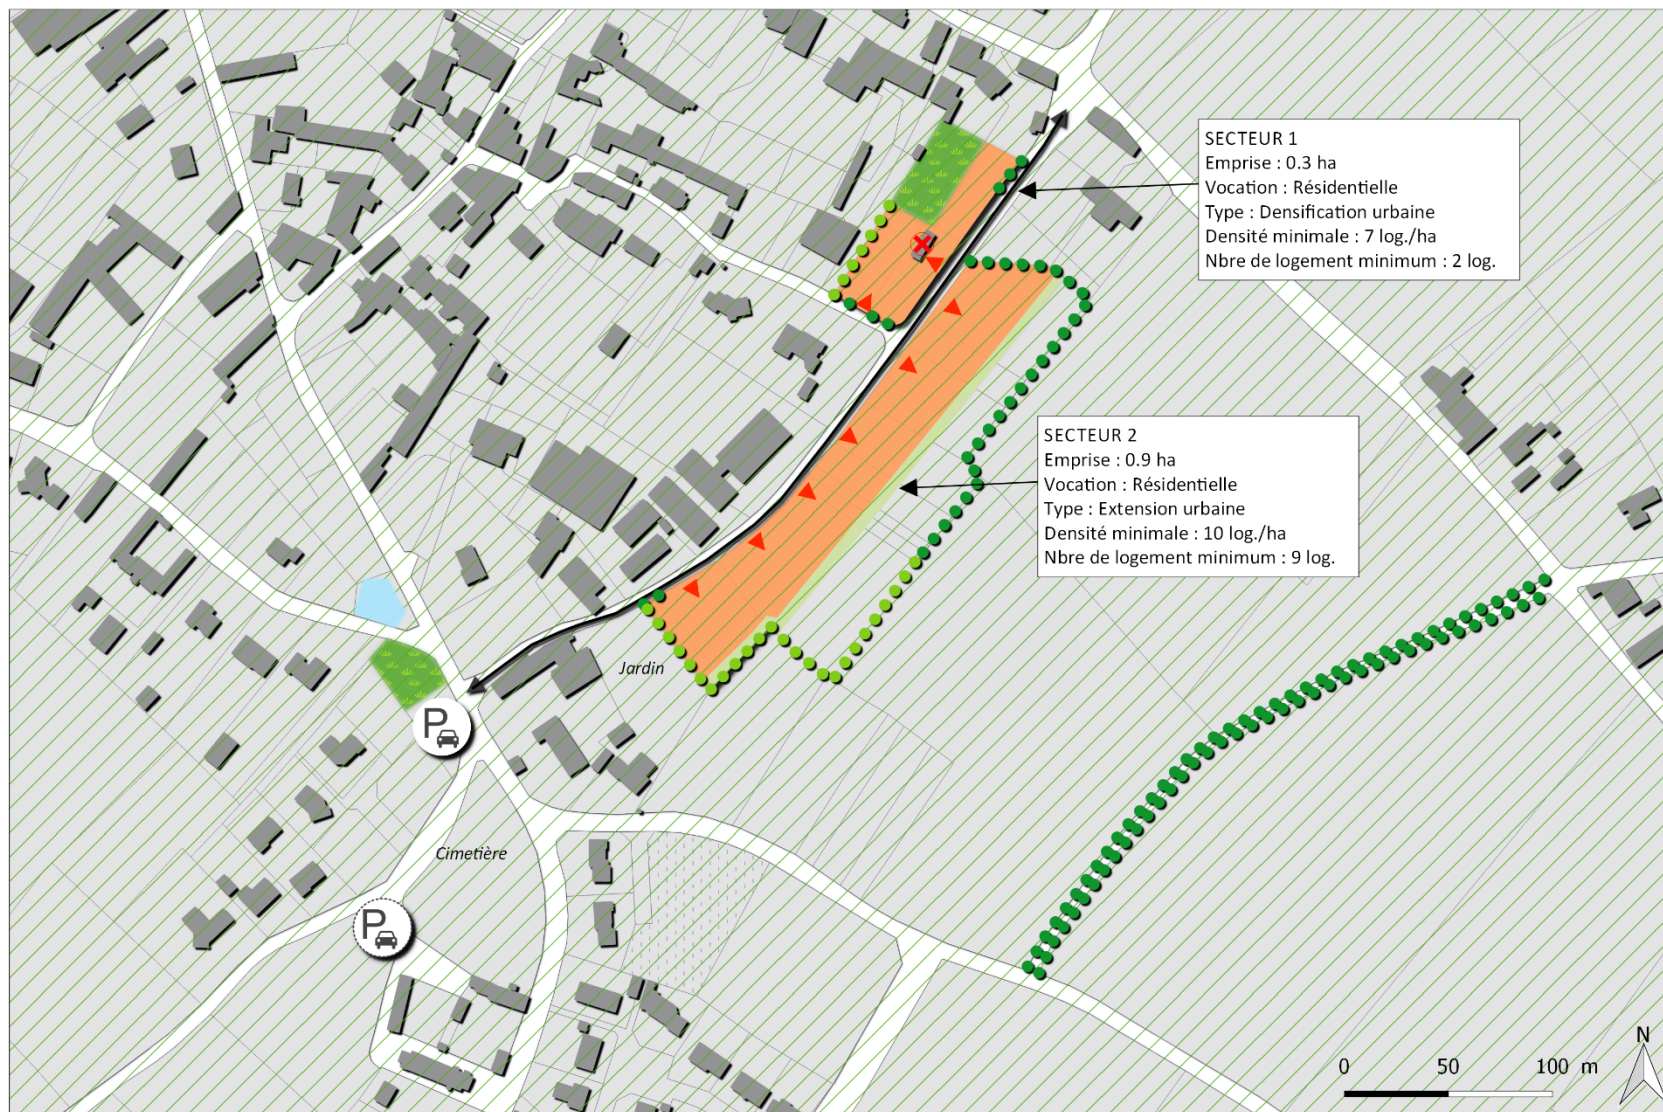 SECTEUR 1
Emprise : 0.3 ha
Vocation : Résidentielle
Type : Densification urbaine
Densité minimale : 7 log./ha
Nbre de logement minimum : 2 log.
SECTEUR 2
Emprise : 0.9 ha
Vocation : Résidentielle
Type : Extension urbaine
Densité minimale : 10 log./ha
Nbre de logement minimum : 9 log.
Jardin
P
Cimetière
P
N
0 50 100 m